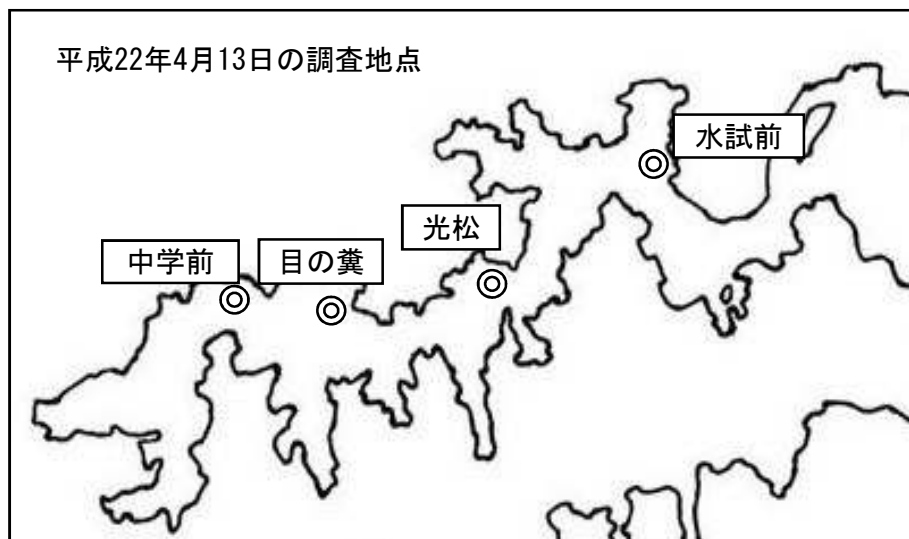 平成22年4月13日の調査地点
水試前
光松
中学前
目の糞